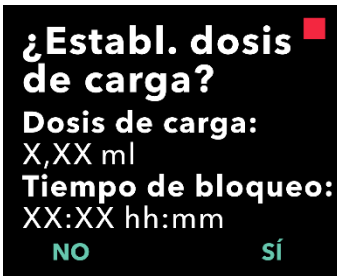 ¿Establ. dosis
de carga?
Dosis de carga:
X,XX ml
Tiempo de bloqueo:
XX:XX hh:mm
NO SÍ